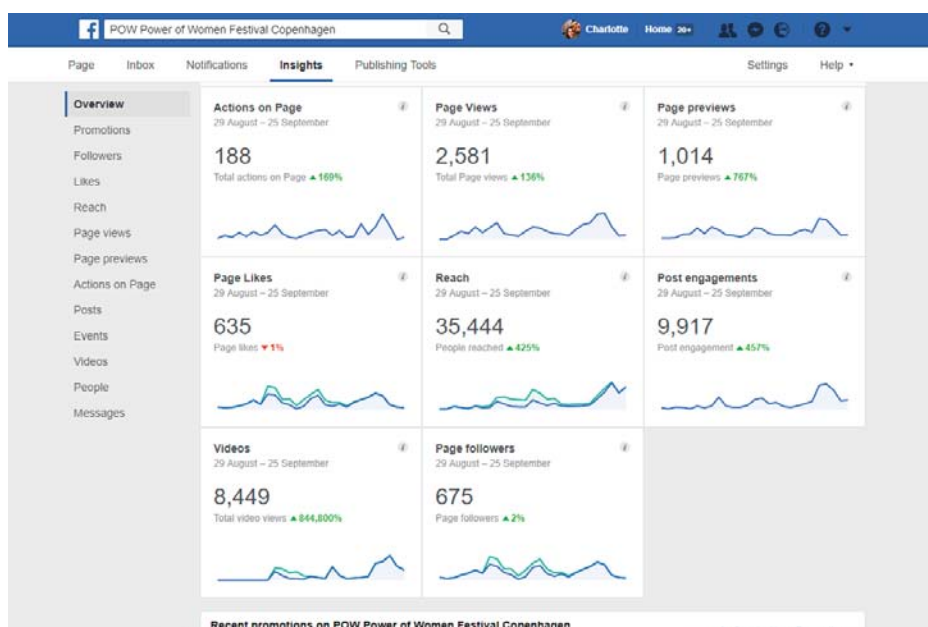 f POW Power of Women Festival Copenhagen Charlotte Home 20+
Page Inbox Notifications Insights Publishing Tools Settings Help
Overview
Promotions
Followers
Likes
Reach
Page views
Page previews
Actions on Page
Posts
Events
Videos
People
Messages
Actions on Page
29 August – 25 September
188
Total actions on Page ▲169%
Page Views
29 August – 25 September
2,581
Total Page views ▲136%
Page previews
29 August – 25 September
1,014
Page previews ▲767%
Page Likes
29 August – 25 September
635
Page likes ▼1%
Reach
29 August – 25 September
35,444
People reached ▲425%
Post engagements
29 August – 25 September
9,917
Post engagement ▲457%
Videos
29 August – 25 September
8,449
Total video views ▲844,800%
Page followers
29 August – 25 September
675
Page followers ▲2%
Recent promotions on POW Power of Women Festival Copenhagen